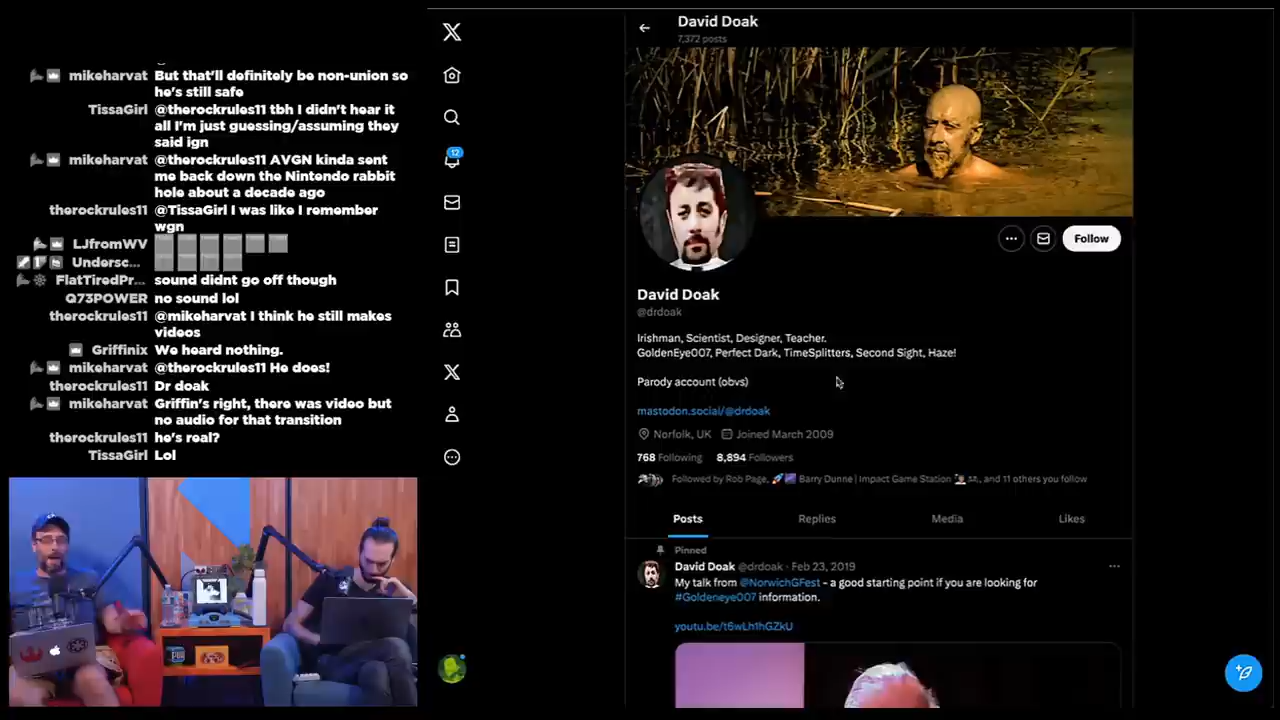 mikeharvat But that'll definitely be non-union so
he's still safe
TissaGirl @therockrules11 tbh I didn't hear it
all I'm just guessing/assuming they
said ign
mikeharvat @therockrules11 AVGN kinda sent
me back down the Nintendo rabbit
hole about a decade ago
therockrules11 @TissaGirl I was like I remember
wgn
LJfromWV
Undersc...
FlatTiredPr... sound didnt go off though
Q73POWER no sound lol
therockrules11 @mikeharvat I think he still makes
videos
Griffinix We heard nothing.
mikeharvat @therockrules11 He does!
therockrules11 Dr doak
mikeharvat Griffin's right, there was video but
no audio for that transition
therockrules11 he's real?
TissaGirl Lol
12
David Doak
7,372 posts
Follow
David Doak
@drdoak
Irishman, Scientist, Designer, Teacher.
GoldenEye007, Perfect Dark, TimeSplitters, Second Sight, Haze!
Parody account (obvs)
mastodon.social/@drdoak
Norfolk, UK Joined March 2009
768 Following 8,894 Followers
Followed by Rob Page, 🚀 Barry Dunne | Impact Game Station, and 11 others you follow
Posts Replies Media Likes
Pinned
David Doak @drdoak · Feb 23, 2019
My talk from @NorwichGFest - a good starting point if you are looking for
#Goldeneye007 information.
youtu.be/t6wLh1hGZkU